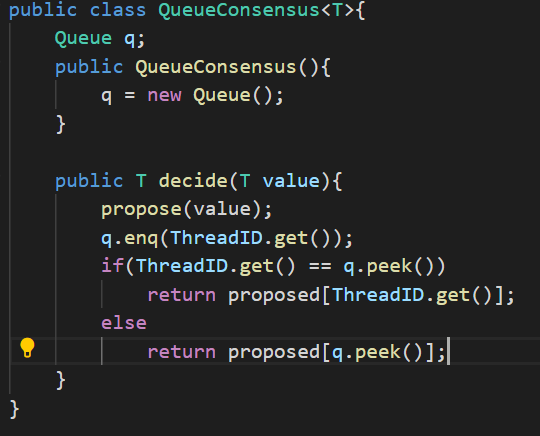 public class QueueConsensus<T>{
    Queue q;
    public QueueConsensus(){
        q = new Queue();
    }

    public T decide(T value){
        propose(value);
        q.enq(ThreadID.get());
        if(ThreadID.get() == q.peek())
            return proposed[ThreadID.get()];
        else
            return proposed[q.peek()];
    }
}